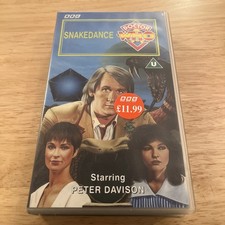 BBC
SNAKEDANCE
DOCTOR
WHO
U
BBC
£11.99
Starring
PETER DAVISON